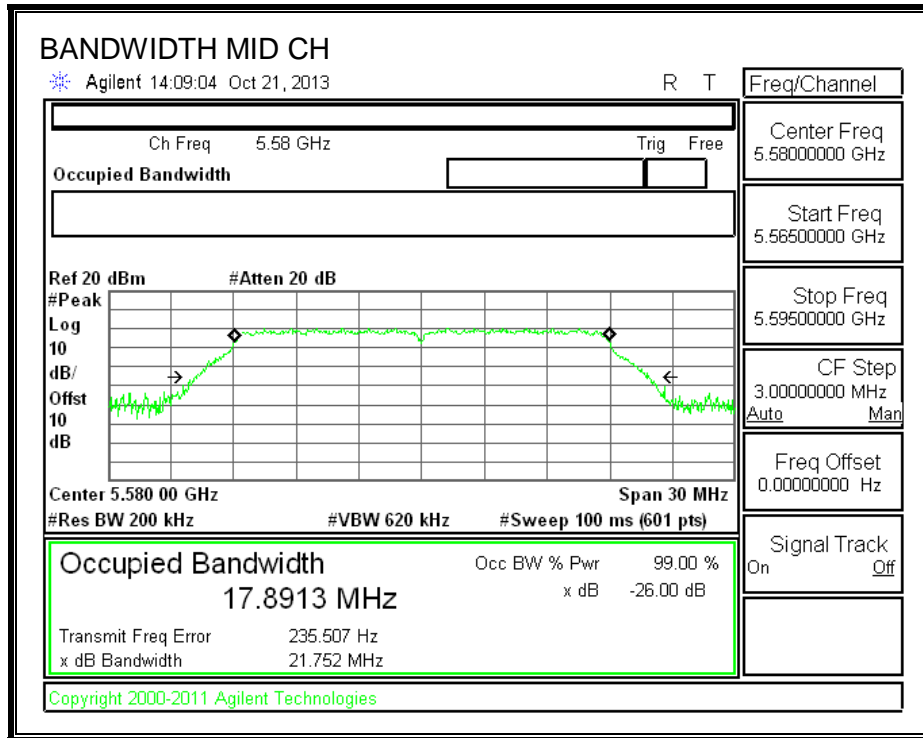 BANDWIDTH MID CH
Agilent 14:09:04 Oct 21, 2013 R T
Freq/Channel
Ch Freq 5.58 GHz Trig Free
Occupied Bandwidth
Center Freq
5.58000000 GHz
Start Freq
5.56500000 GHz
Stop Freq
5.59500000 GHz
CF Step
3.00000000 MHz
Auto Man
Freq Offset
0.00000000 Hz
Signal Track
On Off
Ref 20 dBm #Atten 20 dB
#Peak
Log
10
dB/
Offst
10
dB
Center 5.580 00 GHz Span 30 MHz
#Res BW 200 kHz #VBW 620 kHz #Sweep 100 ms (601 pts)
Occupied Bandwidth Occ BW % Pwr 99.00 %
17.8913 MHz x dB -26.00 dB
Transmit Freq Error 235.507 Hz
x dB Bandwidth 21.752 MHz
Copyright 2000-2011 Agilent Technologies